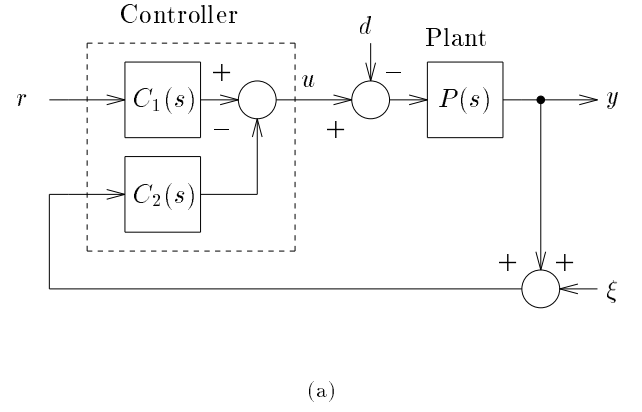 Controller
d
Plant
r
C₁(s)
+
−
u
+
−
P(s)
y
C₂(s)
+
+
ξ
(a)